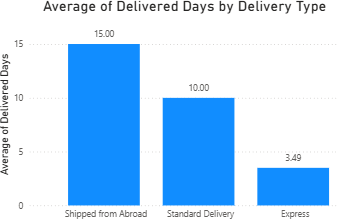 Average of Delivered Days by Delivery Type
Average of Delivered Days
15
10
5
0
15.00
10.00
3.49
Shipped from Abroad
Standard Delivery
Express